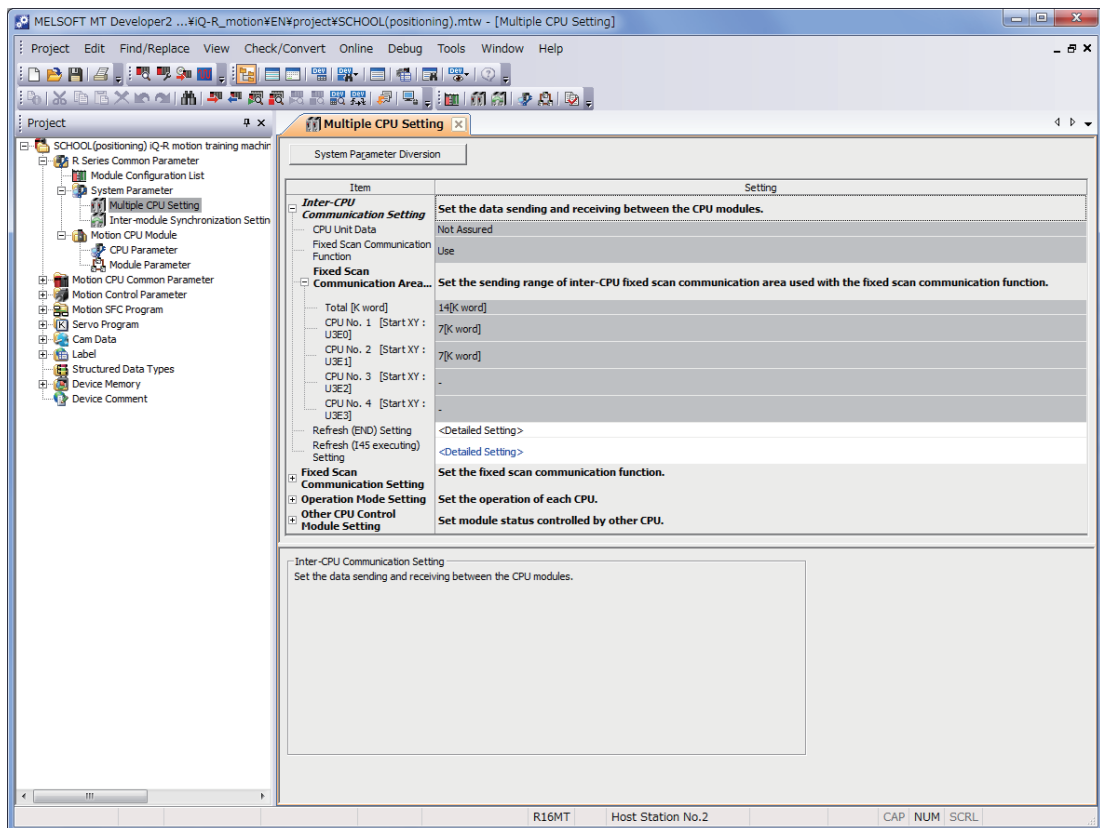 MELSOFT MT Developer2 ...¥iQ-R_motion¥EN¥project¥SCHOOL(positioning).mtw - [Multiple CPU Setting]
Project Edit Find/Replace View Check/Convert Online Debug Tools Window Help
Project
Multiple CPU Setting
SCHOOL(positioning) iQ-R motion training machin
R Series Common Parameter
Module Configuration List
System Parameter
Multiple CPU Setting
Inter-module Synchronization Settin
Motion CPU Module
CPU Parameter
Module Parameter
Motion CPU Common Parameter
Motion Control Parameter
Motion SFC Program
Servo Program
Cam Data
Label
Structured Data Types
Device Memory
Device Comment
System Parameter Diversion
Item Setting
Inter-CPU
Communication Setting
Set the data sending and receiving between the CPU modules.
CPU Unit Data Not Assured
Fixed Scan Communication
Function
Use
Fixed Scan
Communication Area...
Set the sending range of inter-CPU fixed scan communication area used with the fixed scan communication function.
Total [K word] 14[K word]
CPU No. 1 [Start XY :
U3E0]
7[K word]
CPU No. 2 [Start XY :
U3E1]
7[K word]
CPU No. 3 [Start XY :
U3E2]
-
CPU No. 4 [Start XY :
U3E3]
-
Refresh (END) Setting <Detailed Setting>
Refresh (I45 executing)
Setting
<Detailed Setting>
Fixed Scan
Communication Setting
Set the fixed scan communication function.
Operation Mode Setting Set the operation of each CPU.
Other CPU Control
Module Setting
Set module status controlled by other CPU.
Inter-CPU Communication Setting
Set the data sending and receiving between the CPU modules.
R16MT Host Station No.2 CAP NUM SCRL